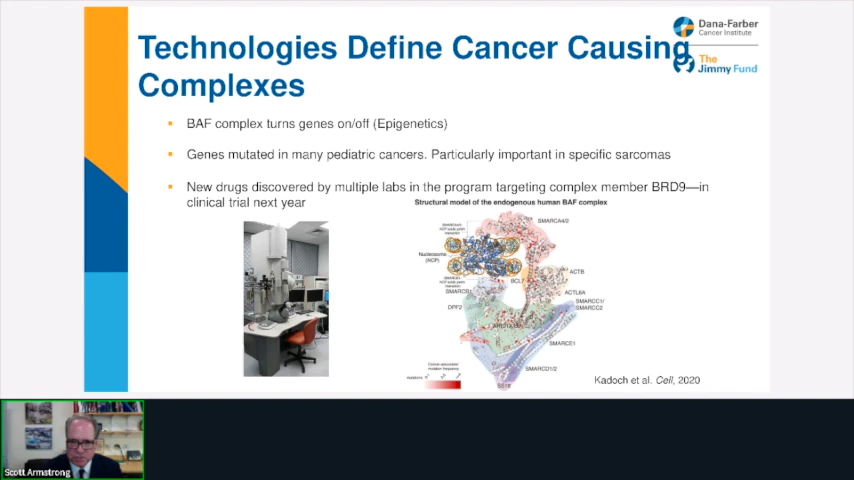 Technologies Define Cancer Causing
Complexes
Dana-Farber
Cancer Institute
The
Jimmy Fund
BAF complex turns genes on/off (Epigenetics)
Genes mutated in many pediatric cancers. Particularly important in specific sarcomas
New drugs discovered by multiple labs in the program targeting complex member BRD9—in
clinical trial next year
Structural model of the endogenous human BAF complex
SMARCA4/2
Nucleosome
(NCP)
ACTB
BCL7
SMARCB1
ACTL6A
DPF2
SMARCC1/
SMARCC2
SMARCE1
SMARCD1/2
SS18
Kadoch et al. Cell, 2020
Scott Armstrong